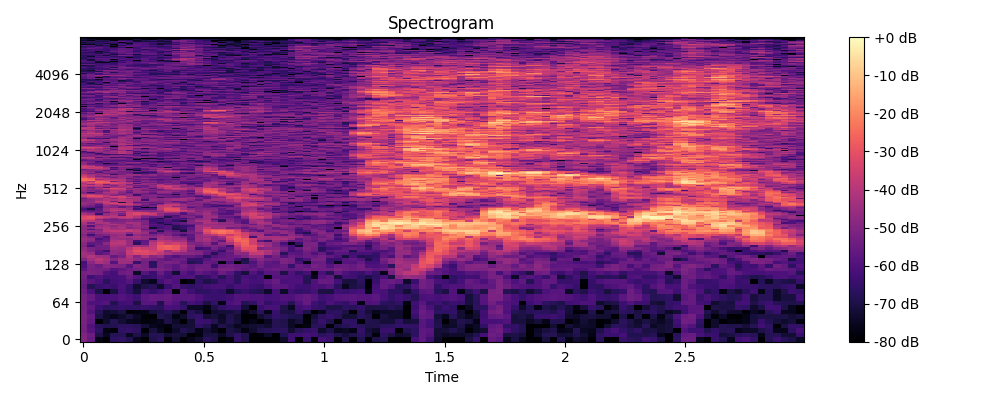 Spectrogram
Hz
4096
2048
1024
512
256
128
64
0
0
0.5
1
1.5
2
2.5
Time
+0 dB
-10 dB
-20 dB
-30 dB
-40 dB
-50 dB
-60 dB
-70 dB
-80 dB